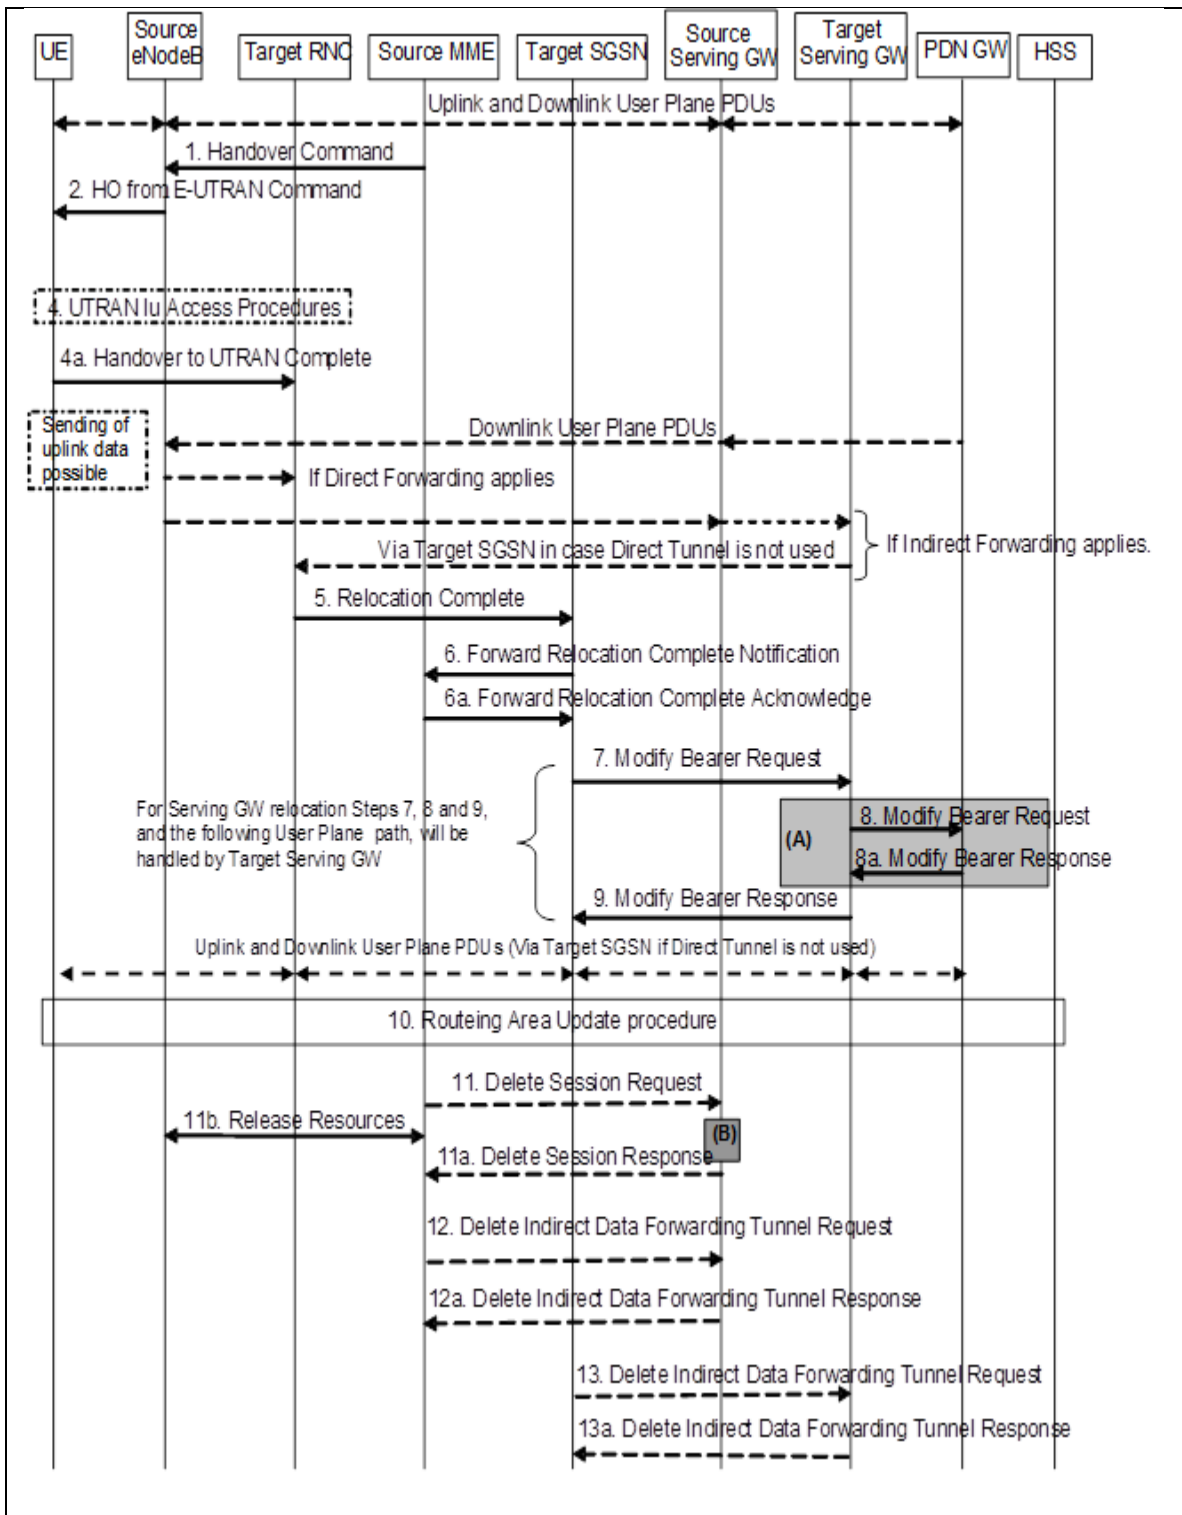 UE
Source
eNodeB
Target RNC
Source MME
Target SGSN
Source
Serving GW
Target
Serving GW
PDN GW
HSS
Uplink and Downlink User Plane PDUs
1. Handover Command
2. HO from E-UTRAN Command
4. UTRAN Iu Access Procedures
4a. Handover to UTRAN Complete
Sending of
uplink data
possible
Downlink User Plane PDUs
If Direct Forwarding applies
Via Target SGSN in case Direct Tunnel is not used
If Indirect Forwarding applies.
5. Relocation Complete
6. Forward Relocation Complete Notification
6a. Forward Relocation Complete Acknowledge
7. Modify Bearer Request
For Serving GW relocation Steps 7, 8 and 9,
and the following User Plane path, will be
handled by Target Serving GW
(A)
8. Modify Bearer Request
8a. Modify Bearer Response
9. Modify Bearer Response
Uplink and Downlink User Plane PDUs (Via Target SGSN if Direct Tunnel is not used)
10. Routeing Area Update procedure
11. Delete Session Request
11b. Release Resources
(B)
11a. Delete Session Response
12. Delete Indirect Data Forwarding Tunnel Request
12a. Delete Indirect Data Forwarding Tunnel Response
13. Delete Indirect Data Forwarding Tunnel Request
13a. Delete Indirect Data Forwarding Tunnel Response